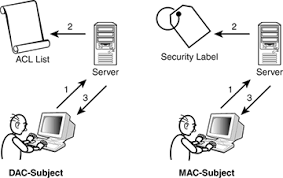 2
2
ACL List
Server
Security Label
Server
1
3
1
3
DAC-Subject
MAC-Subject